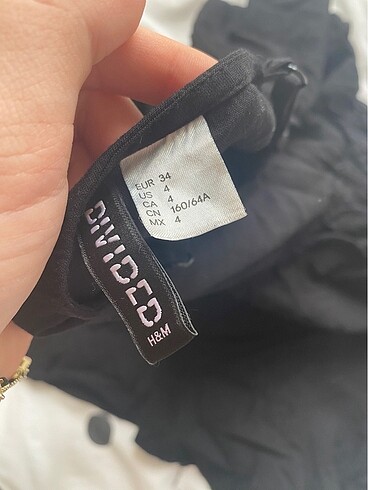 EUR 34
US 4
CA 4
CN 160/64A
MX 4
DIVIDED
H&M